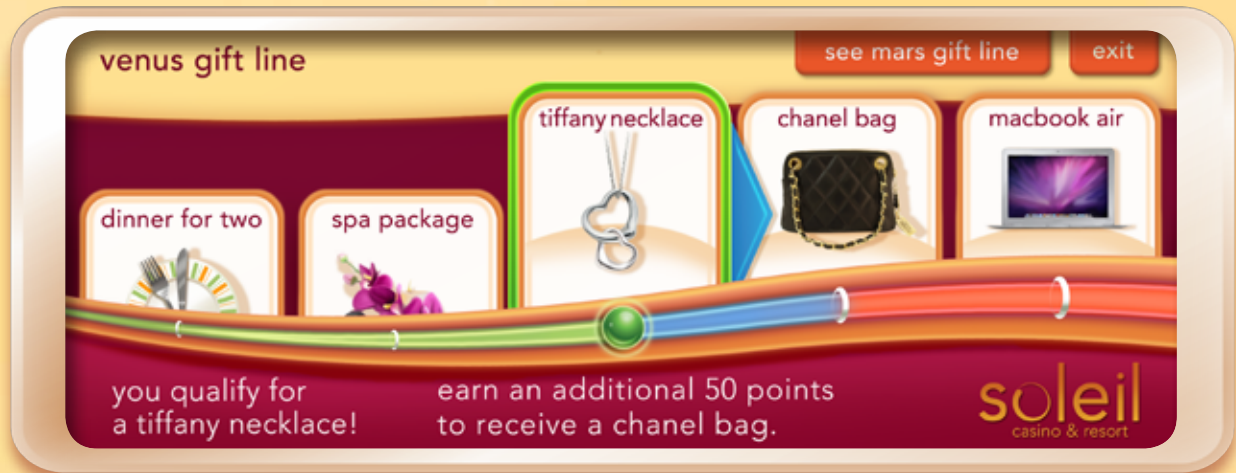 venus gift line
see mars gift line
exit
tiffany necklace
chanel bag
macbook air
dinner for two
spa package
you qualify for
a tiffany necklace!
earn an additional 50 points
to receive a chanel bag.
soleil
casino & resort